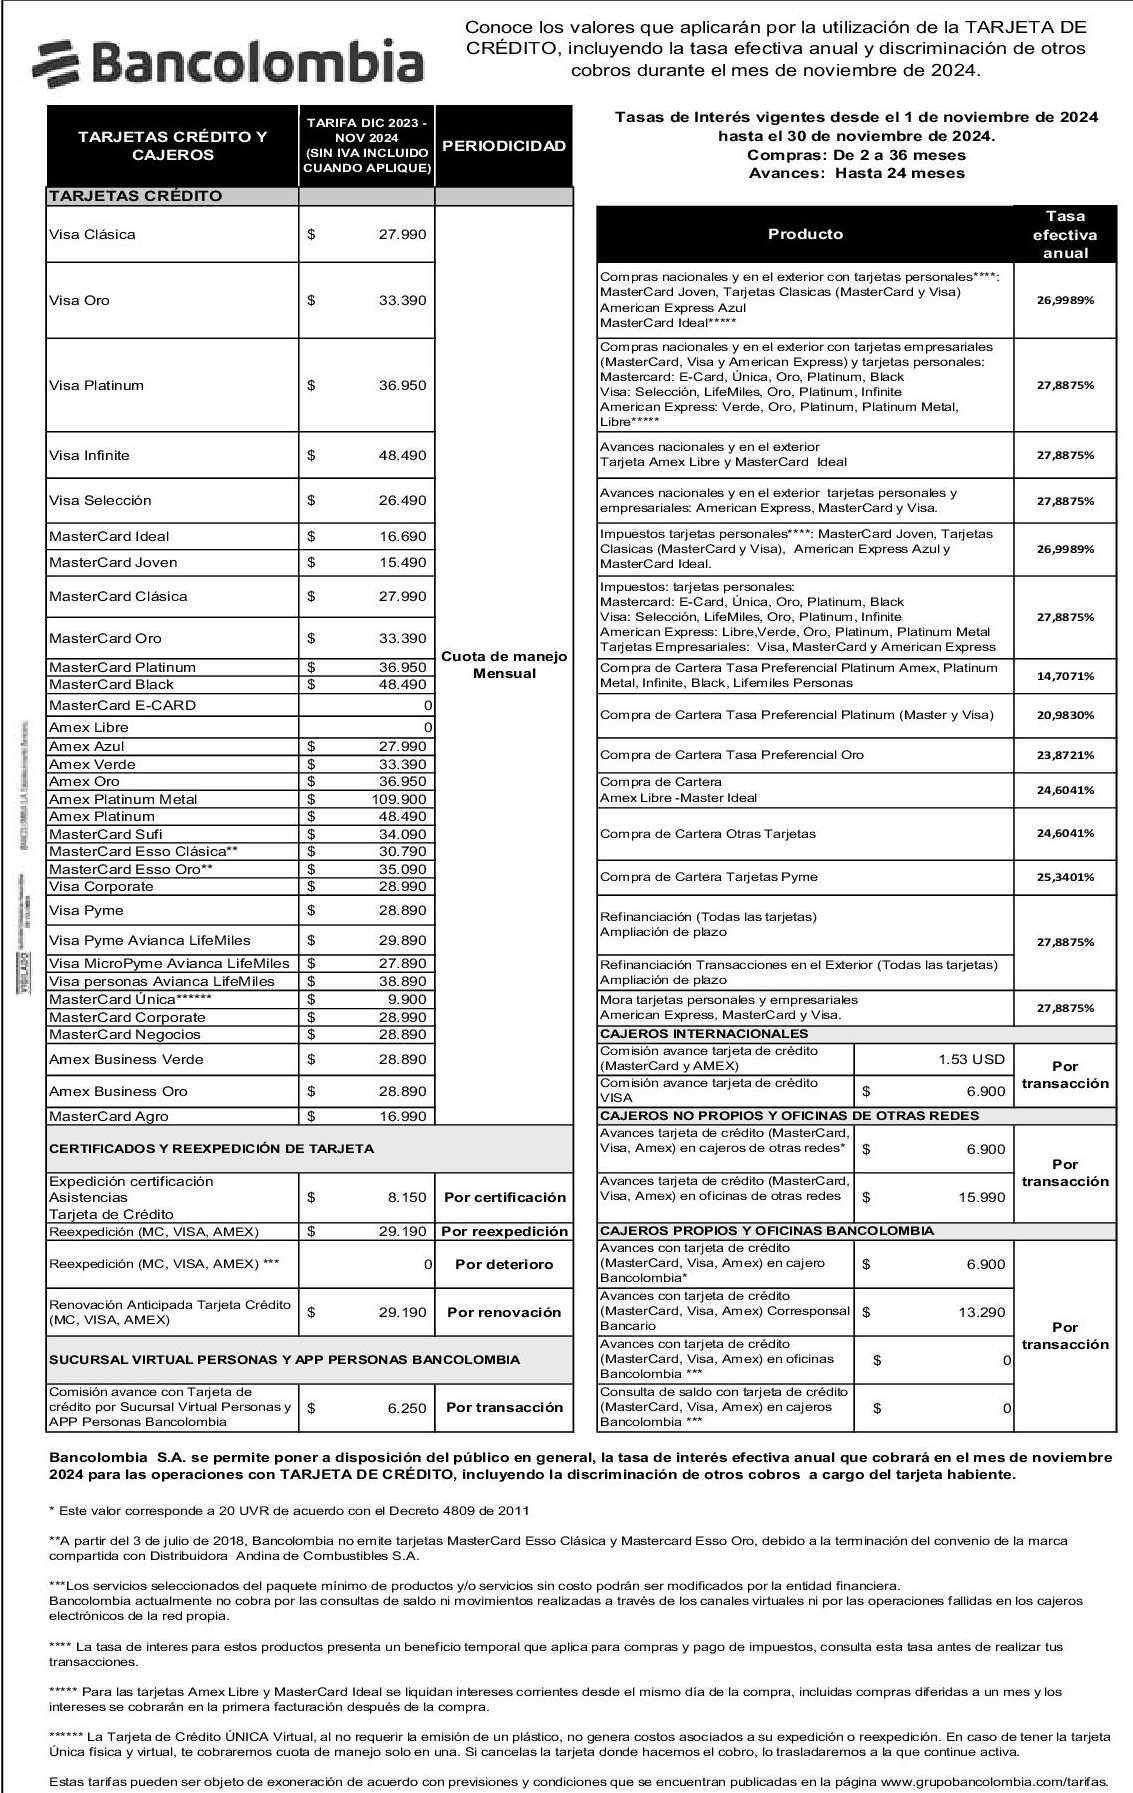 Bancolombia
Conoce los valores que aplicarán por la utilización de la TARJETA DE
CRÉDITO, incluyendo la tasa efectiva anual y discriminación de otros
cobros durante el mes de noviembre de 2024.
TARJETAS CRÉDITO Y
CAJEROS
TARIFA DIC 2023 -
NOV 2024
(SIN IVA INCLUIDO
CUANDO APLIQUE)
PERIODICIDAD
TARJETAS CRÉDITO
Visa Clásica $ 27.990
Visa Oro $ 33.390
Visa Platinum $ 36.950
Visa Infinite $ 48.490
Visa Selección $ 26.490
MasterCard Ideal $ 16.690
MasterCard Joven $ 15.490
MasterCard Clásica $ 27.990
MasterCard Oro $ 33.390
Cuota de manejo
Mensual
MasterCard Platinum $ 36.950
MasterCard Black $ 48.490
MasterCard E-CARD 0
Amex Libre 0
Amex Azul $ 27.990
Amex Verde $ 33.390
Amex Oro $ 36.950
Amex Platinum Metal $ 109.900
Amex Platinum $ 48.490
MasterCard Sufi $ 34.090
MasterCard Esso Clásica** $ 30.790
MasterCard Esso Oro** $ 35.090
Visa Corporate $ 28.990
Visa Pyme $ 28.890
Visa Pyme Avianca LifeMiles $ 29.890
Visa MicroPyme Avianca LifeMiles $ 27.890
Visa personas Avianca LifeMiles $ 38.890
MasterCard Única****** $ 9.900
MasterCard Corporate $ 28.990
MasterCard Negocios $ 28.890
Amex Business Verde $ 28.890
Amex Business Oro $ 28.890
MasterCard Agro $ 16.990
CERTIFICADOS Y REEXPEDICIÓN DE TARJETA
Expedición certificación
Asistencias
Tarjeta de Crédito
$ 8.150 Por certificación
Reexpedición (MC, VISA, AMEX) $ 29.190 Por reexpedición
Reexpedición (MC, VISA, AMEX) *** 0 Por deterioro
Renovación Anticipada Tarjeta Crédito
(MC, VISA, AMEX)
$ 29.190 Por renovación
SUCURSAL VIRTUAL PERSONAS Y APP PERSONAS BANCOLOMBIA
Comisión avance con Tarjeta de
crédito por Sucursal Virtual Personas y
APP Personas Bancolombia
$ 6.250 Por transacción
Tasas de Interés vigentes desde el 1 de noviembre de 2024
hasta el 30 de noviembre de 2024.
Compras: De 2 a 36 meses
Avances: Hasta 24 meses
Producto
Tasa
efectiva
anual
Compras nacionales y en el exterior con tarjetas personales****:
MasterCard Joven, Tarjetas Clasicas (MasterCard y Visa)
American Express Azul
MasterCard Ideal*****
26,9989%
Compras nacionales y en el exterior con tarjetas empresariales
(MasterCard, Visa y American Express) y tarjetas personales:
Mastercard: E-Card, Única, Oro, Platinum, Black
Visa: Selección, LifeMiles, Oro, Platinum, Infinite
American Express: Verde, Oro, Platinum, Platinum Metal,
Libre*****
27,8875%
Avances nacionales y en el exterior
Tarjeta Amex Libre y MasterCard Ideal
27,8875%
Avances nacionales y en el exterior tarjetas personales y
empresariales: American Express, MasterCard y Visa.
27,8875%
Impuestos tarjetas personales****: MasterCard Joven, Tarjetas
Clasicas (MasterCard y Visa), American Express Azul y
MasterCard Ideal.
26,9989%
Impuestos: tarjetas personales:
Mastercard: E-Card, Única, Oro, Platinum, Black
Visa: Selección, LifeMiles, Oro, Platinum, Infinite
American Express: Libre,Verde, Oro, Platinum, Platinum Metal
Tarjetas Empresariales: Visa, MasterCard y American Express
27,8875%
Compra de Cartera Tasa Preferencial Platinum Amex, Platinum
Metal, Infinite, Black, Lifemiles Personas
14,7071%
Compra de Cartera Tasa Preferencial Platinum (Master y Visa) 20,9830%
Compra de Cartera Tasa Preferencial Oro 23,8721%
Compra de Cartera
Amex Libre -Master Ideal
24,6041%
Compra de Cartera Otras Tarjetas 24,6041%
Compra de Cartera Tarjetas Pyme 25,3401%
Refinanciación (Todas las tarjetas)
Ampliación de plazo
27,8875%
Refinanciación Transacciones en el Exterior (Todas las tarjetas)
Ampliación de plazo
Mora tarjetas personales y empresariales
American Express, MasterCard y Visa.
27,8875%
CAJEROS INTERNACIONALES
Comisión avance tarjeta de crédito
(MasterCard y AMEX)
1.53 USD
Por
transacción
Comisión avance tarjeta de crédito
VISA
$ 6.900
CAJEROS NO PROPIOS Y OFICINAS DE OTRAS REDES
Avances tarjeta de crédito (MasterCard,
Visa, Amex) en cajeros de otras redes*
$ 6.900
Por
transacción
Avances tarjeta de crédito (MasterCard,
Visa, Amex) en oficinas de otras redes
$ 15.990
CAJEROS PROPIOS Y OFICINAS BANCOLOMBIA
Avances con tarjeta de crédito
(MasterCard, Visa, Amex) en cajero
Bancolombia*
$ 6.900
Avances con tarjeta de crédito
(MasterCard, Visa, Amex) Corresponsal
Bancario
$ 13.290
Por
transacción
Avances con tarjeta de crédito
(MasterCard, Visa, Amex) en oficinas
Bancolombia ***
$ 0
Consulta de saldo con tarjeta de crédito
(MasterCard, Visa, Amex) en cajeros
Bancolombia ***
$ 0
Bancolombia S.A. se permite poner a disposición del público en general, la tasa de interés efectiva anual que cobrará en el mes de noviembre
2024 para las operaciones con TARJETA DE CRÉDITO, incluyendo la discriminación de otros cobros a cargo del tarjeta habiente.
* Este valor corresponde a 20 UVR de acuerdo con el Decreto 4809 de 2011
**A partir del 3 de julio de 2018, Bancolombia no emite tarjetas MasterCard Esso Clásica y Mastercard Esso Oro, debido a la terminación del convenio de la marca
compartida con Distribuidora Andina de Combustibles S.A.
***Los servicios seleccionados del paquete mínimo de productos y/o servicios sin costo podrán ser modificados por la entidad financiera.
Bancolombia actualmente no cobra por las consultas de saldo ni movimientos realizadas a través de los canales virtuales ni por las operaciones fallidas en los cajeros
electrónicos de la red propia.
**** La tasa de interes para estos productos presenta un beneficio temporal que aplica para compras y pago de impuestos, consulta esta tasa antes de realizar tus
transacciones.
***** Para las tarjetas Amex Libre y MasterCard Ideal se liquidan intereses corrientes desde el mismo día de la compra, incluidas compras diferidas a un mes y los
intereses se cobrarán en la primera facturación después de la compra.
****** La Tarjeta de Crédito ÚNICA Virtual, al no requerir la emisión de un plástico, no genera costos asociados a su expedición o reexpedición. En caso de tener la tarjeta
Única física y virtual, te cobraremos cuota de manejo solo en una. Si cancelas la tarjeta donde hacemos el cobro, lo trasladaremos a la que continue activa.
Estas tarifas pueden ser objeto de exoneración de acuerdo con previsiones y condiciones que se encuentran publicadas en la página www.grupobancolombia.com/tarifas.
VIGILADO